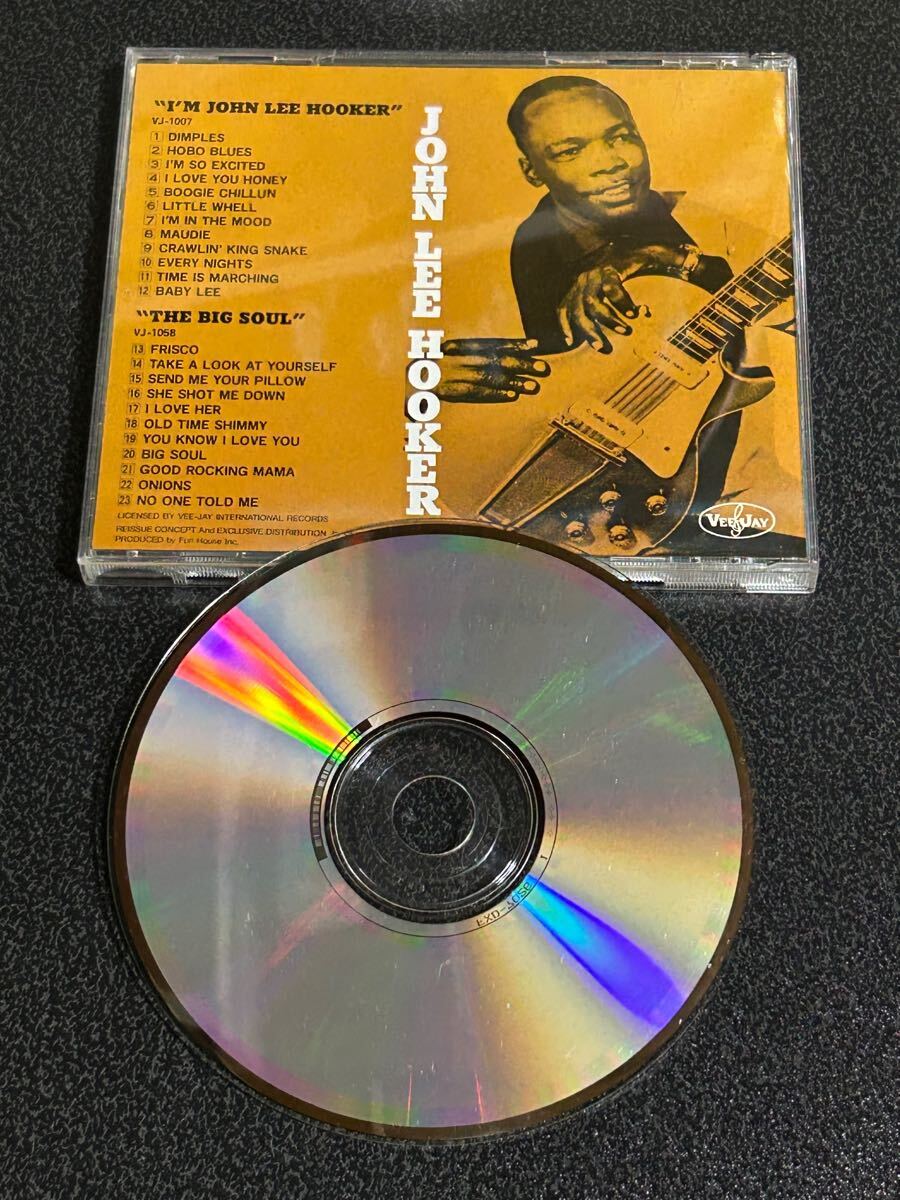 "I'M JOHN LEE HOOKER"
VJ-1007
1 DIMPLES
2 HOBO BLUES
3 I'M SO EXCITED
4 I LOVE YOU HONEY
5 BOOGIE CHILLUN
6 LITTLE WHELL
7 I'M IN THE MOOD
8 MAUDIE
9 CRAWLIN' KING SNAKE
10 EVERY NIGHTS
11 TIME IS MARCHING
12 BABY LEE
"THE BIG SOUL"
VJ-1058
13 FRISCO
14 TAKE A LOOK AT YOURSELF
15 SEND ME YOUR PILLOW
16 SHE SHOT ME DOWN
17 I LOVE HER
18 OLD TIME SHIMMY
19 YOU KNOW I LOVE YOU
20 BIG SOUL
21 GOOD ROCKING MAMA
22 ONIONS
23 NO ONE TOLD ME
LICENSED BY VEE-JAY INTERNATIONAL RECORDS
REISSUE CONCEPT And EXCLUSIVE DISTRIBUTION
PRODUCED by Fun House Inc.
JOHN LEE HOOKER
VEE JAY